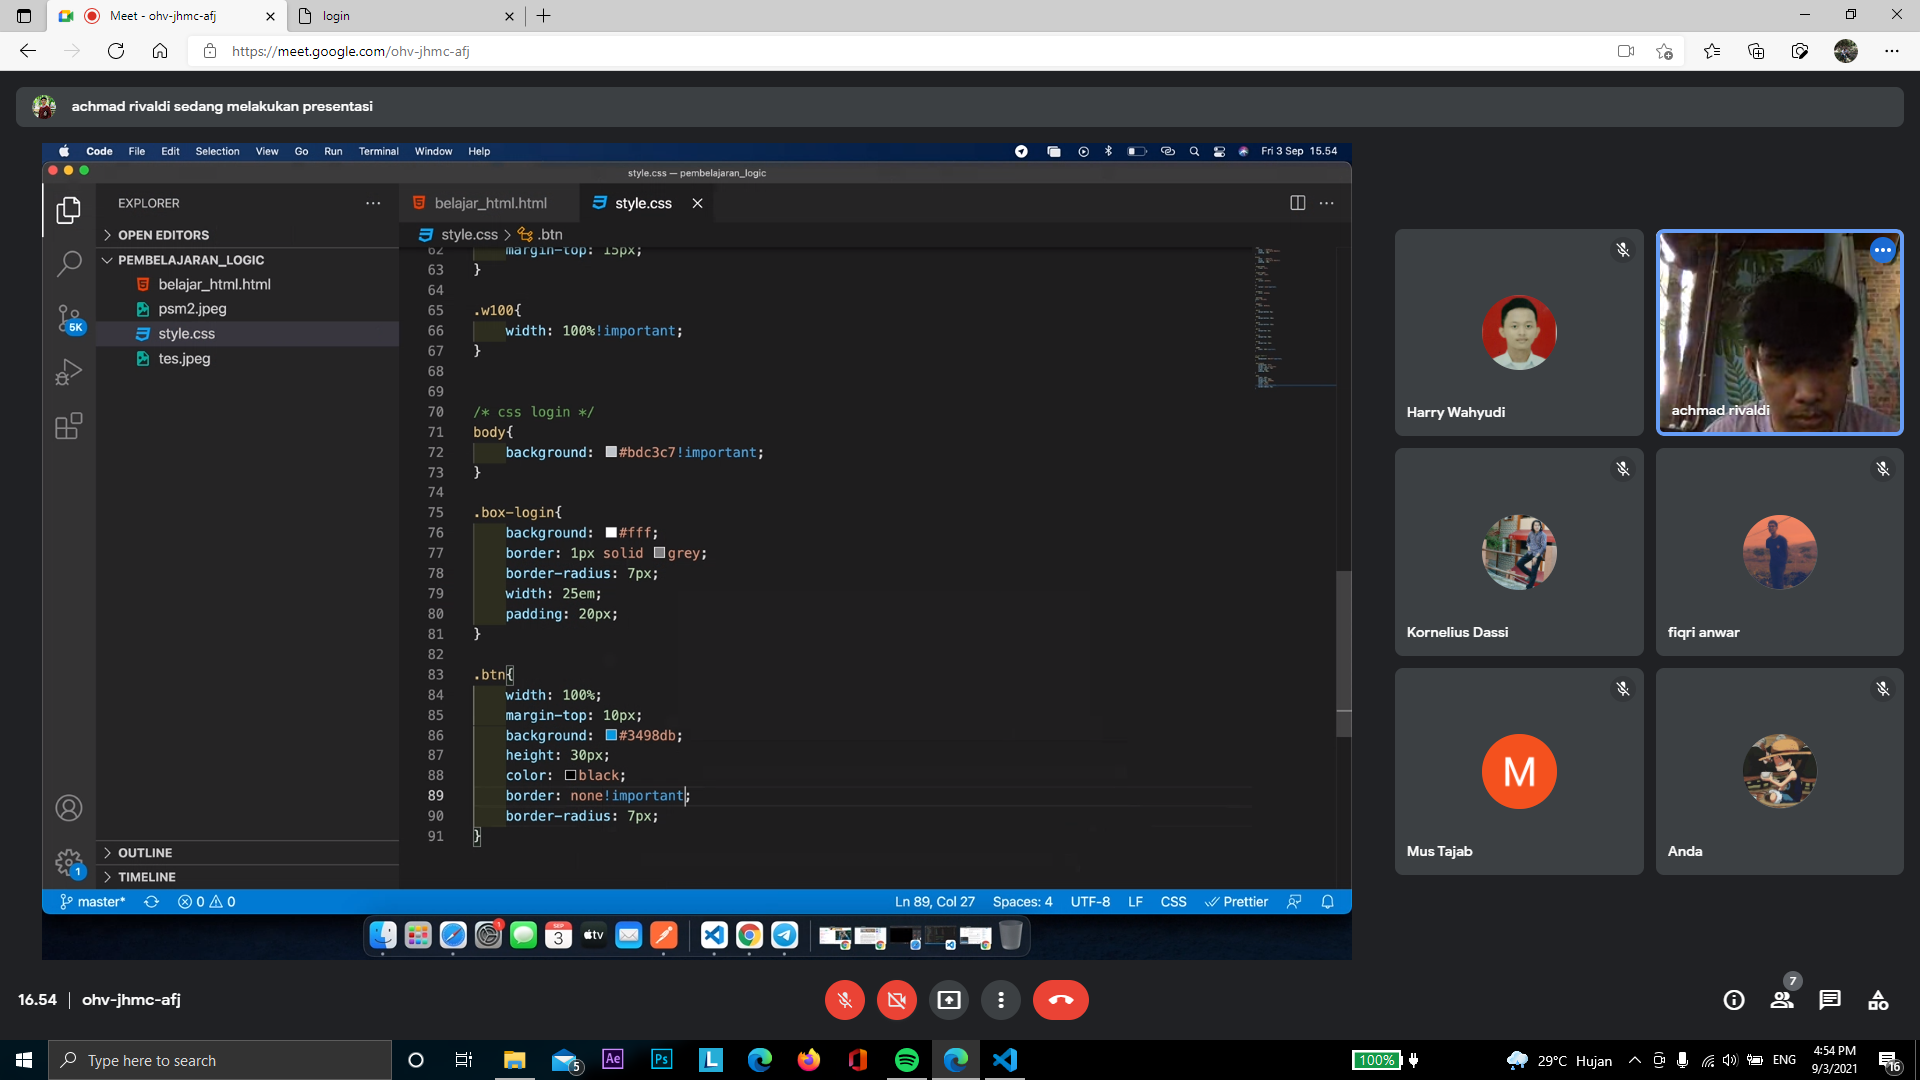 Meet - ohv-jhmc-afj
login
https://meet.google.com/ohv-jhmc-afj
achmad rivaldi sedang melakukan presentasi
Code File Edit Selection View Go Run Terminal Window Help
Fri 3 Sep 15.54
style.css — pembelajaran_logic
EXPLORER
belajar_html.html
style.css
OPEN EDITORS
style.css > .btn
PEMBELAJARAN_LOGIC
belajar_html.html
psm2.jpeg
style.css
tes.jpeg
5K
62 margin-top: 15px;
63 }
64
65 .w100{
66 width: 100%!important;
67 }
68
69
70 /* css login */
71 body{
72 background: #bdc3c7!important;
73 }
74
75 .box-login{
76 background: #fff;
77 border: 1px solid grey;
78 border-radius: 7px;
79 width: 25em;
80 padding: 20px;
81 }
82
83 .btn{
84 width: 100%;
85 margin-top: 10px;
86 background: #3498db;
87 height: 30px;
88 color: black;
89 border: none!important;
90 border-radius: 7px;
91 }
OUTLINE
1
TIMELINE
master* 0 0
Ln 89, Col 27 Spaces: 4 UTF-8 LF CSS Prettier
1
SEP
3
tv
Harry Wahyudi
achmad rivaldi
Kornelius Dassi
fiqri anwar
M
Mus Tajab
Anda
16.54 | ohv-jhmc-afj
7
Type here to search
5
Ae
Ps
L
100%
29°C Hujan
ENG
4:54 PM
9/3/2021
16